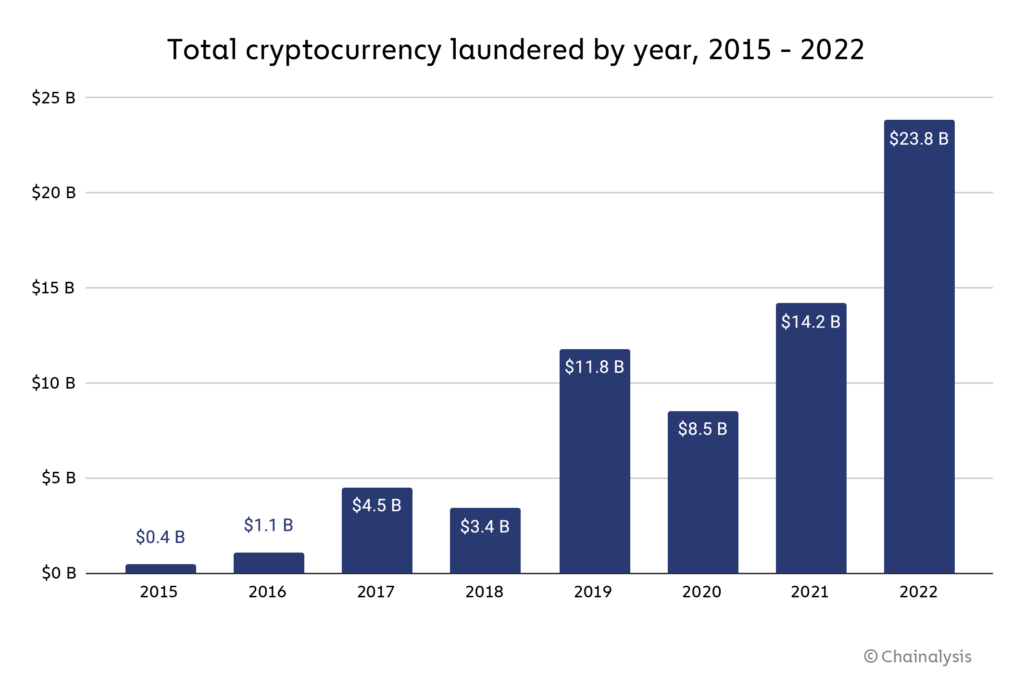 Total cryptocurrency laundered by year, 2015 - 2022
$25 B
$20 B
$15 B
$10 B
$5 B
$0 B
$0.4 B
$1.1 B
$4.5 B
$3.4 B
$11.8 B
$8.5 B
$14.2 B
$23.8 B
2015 2016 2017 2018 2019 2020 2021 2022
© Chainalysis